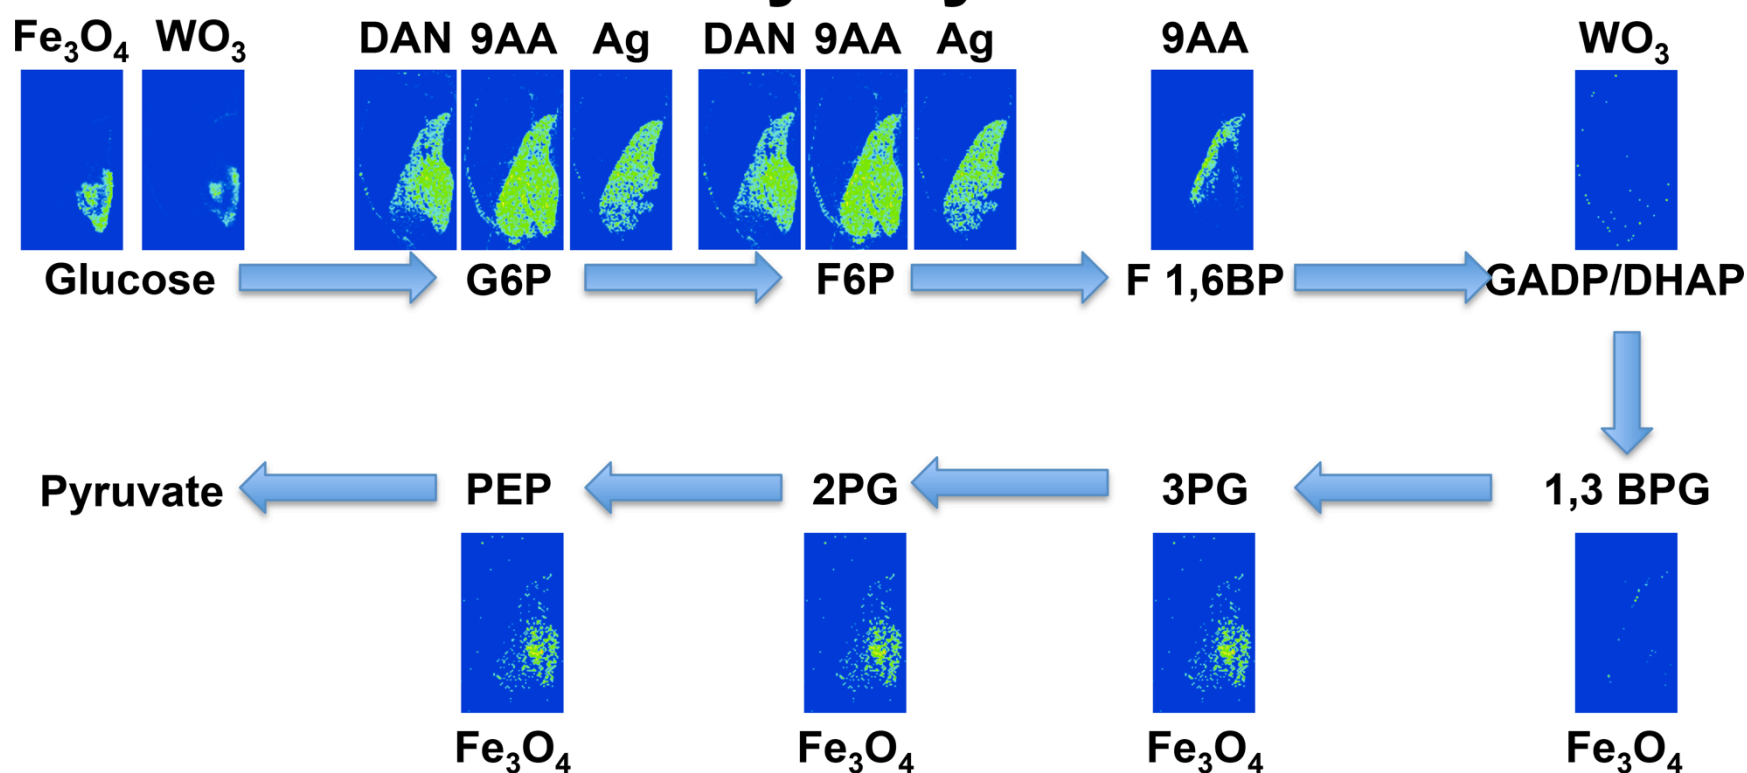 Fe₃O₄ WO₃ DAN 9AA Ag DAN 9AA Ag 9AA WO₃
Glucose G6P F6P F 1,6BP GADP/DHAP
Pyruvate PEP 2PG 3PG 1,3 BPG
Fe₃O₄ Fe₃O₄ Fe₃O₄ Fe₃O₄